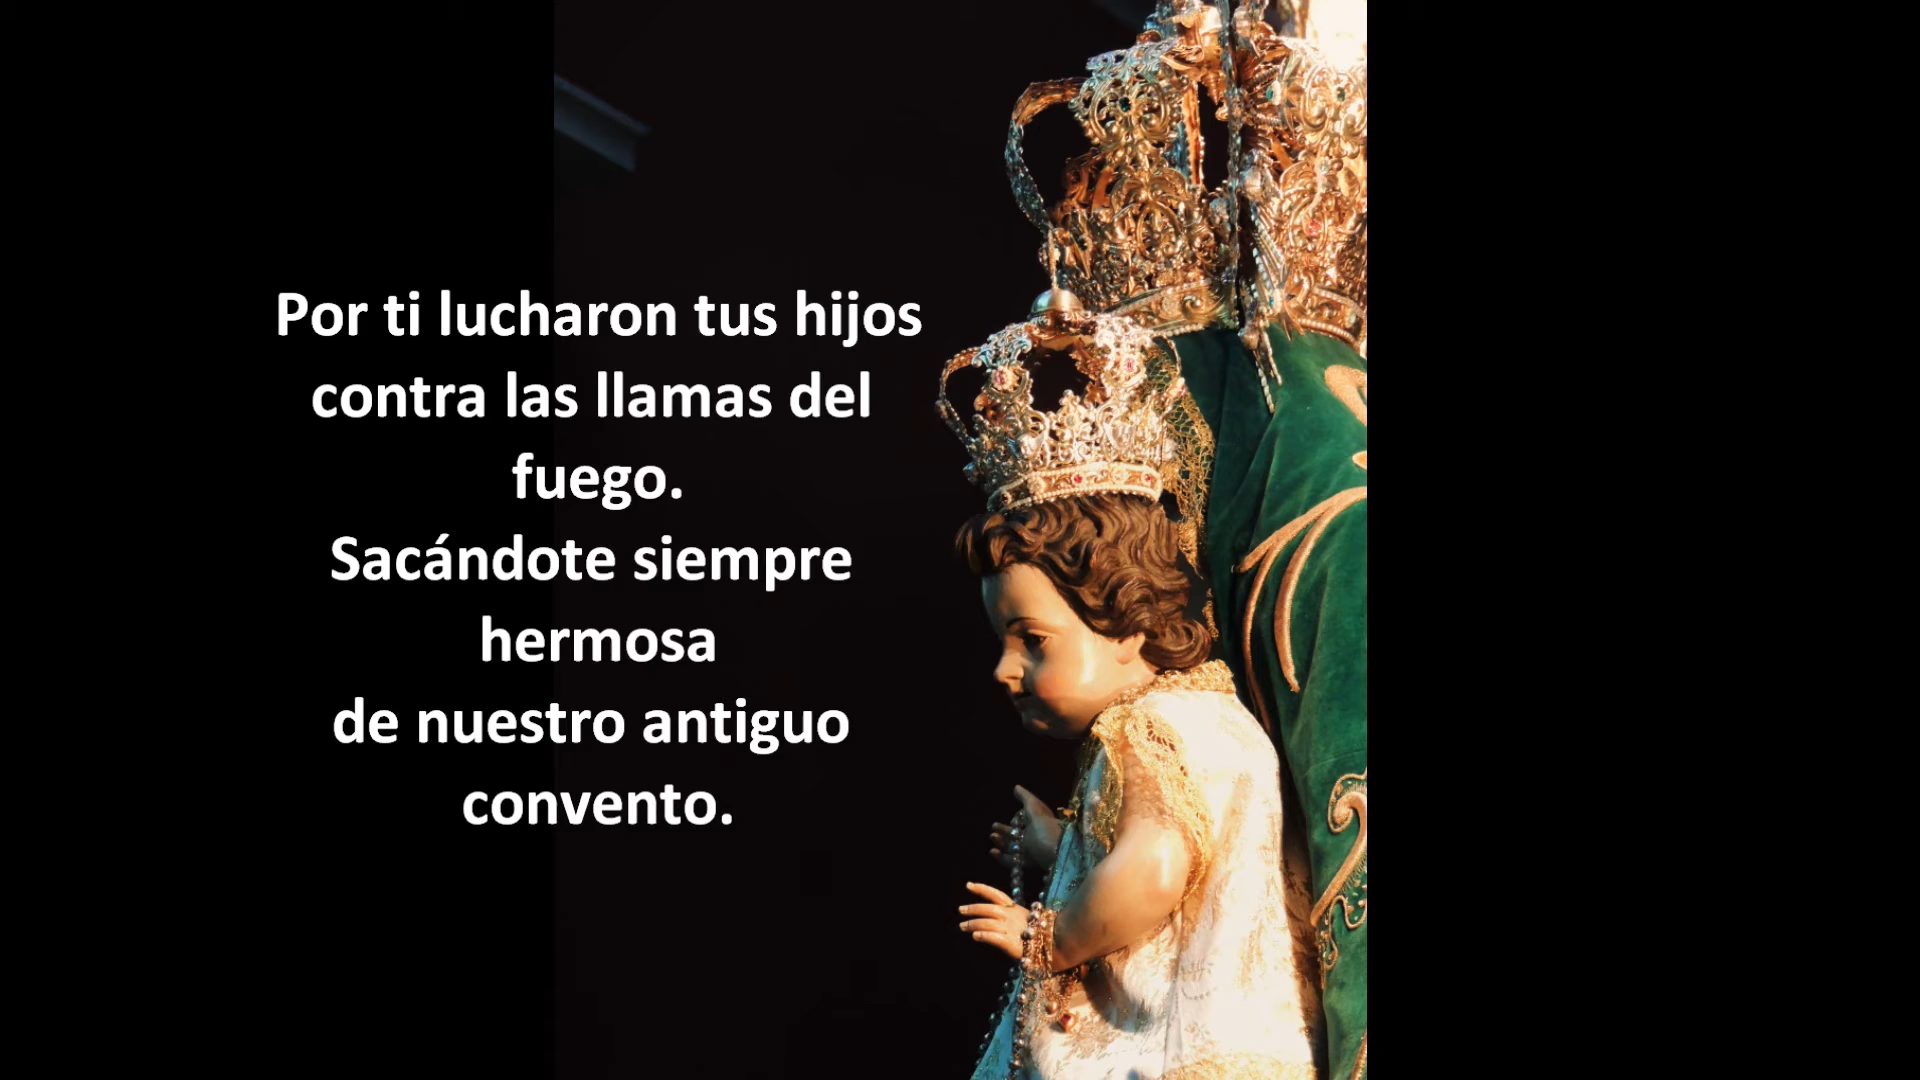 Por ti lucharon tus hijos
contra las llamas del
fuego.
Sacándote siempre
hermosa
de nuestro antiguo
convento.